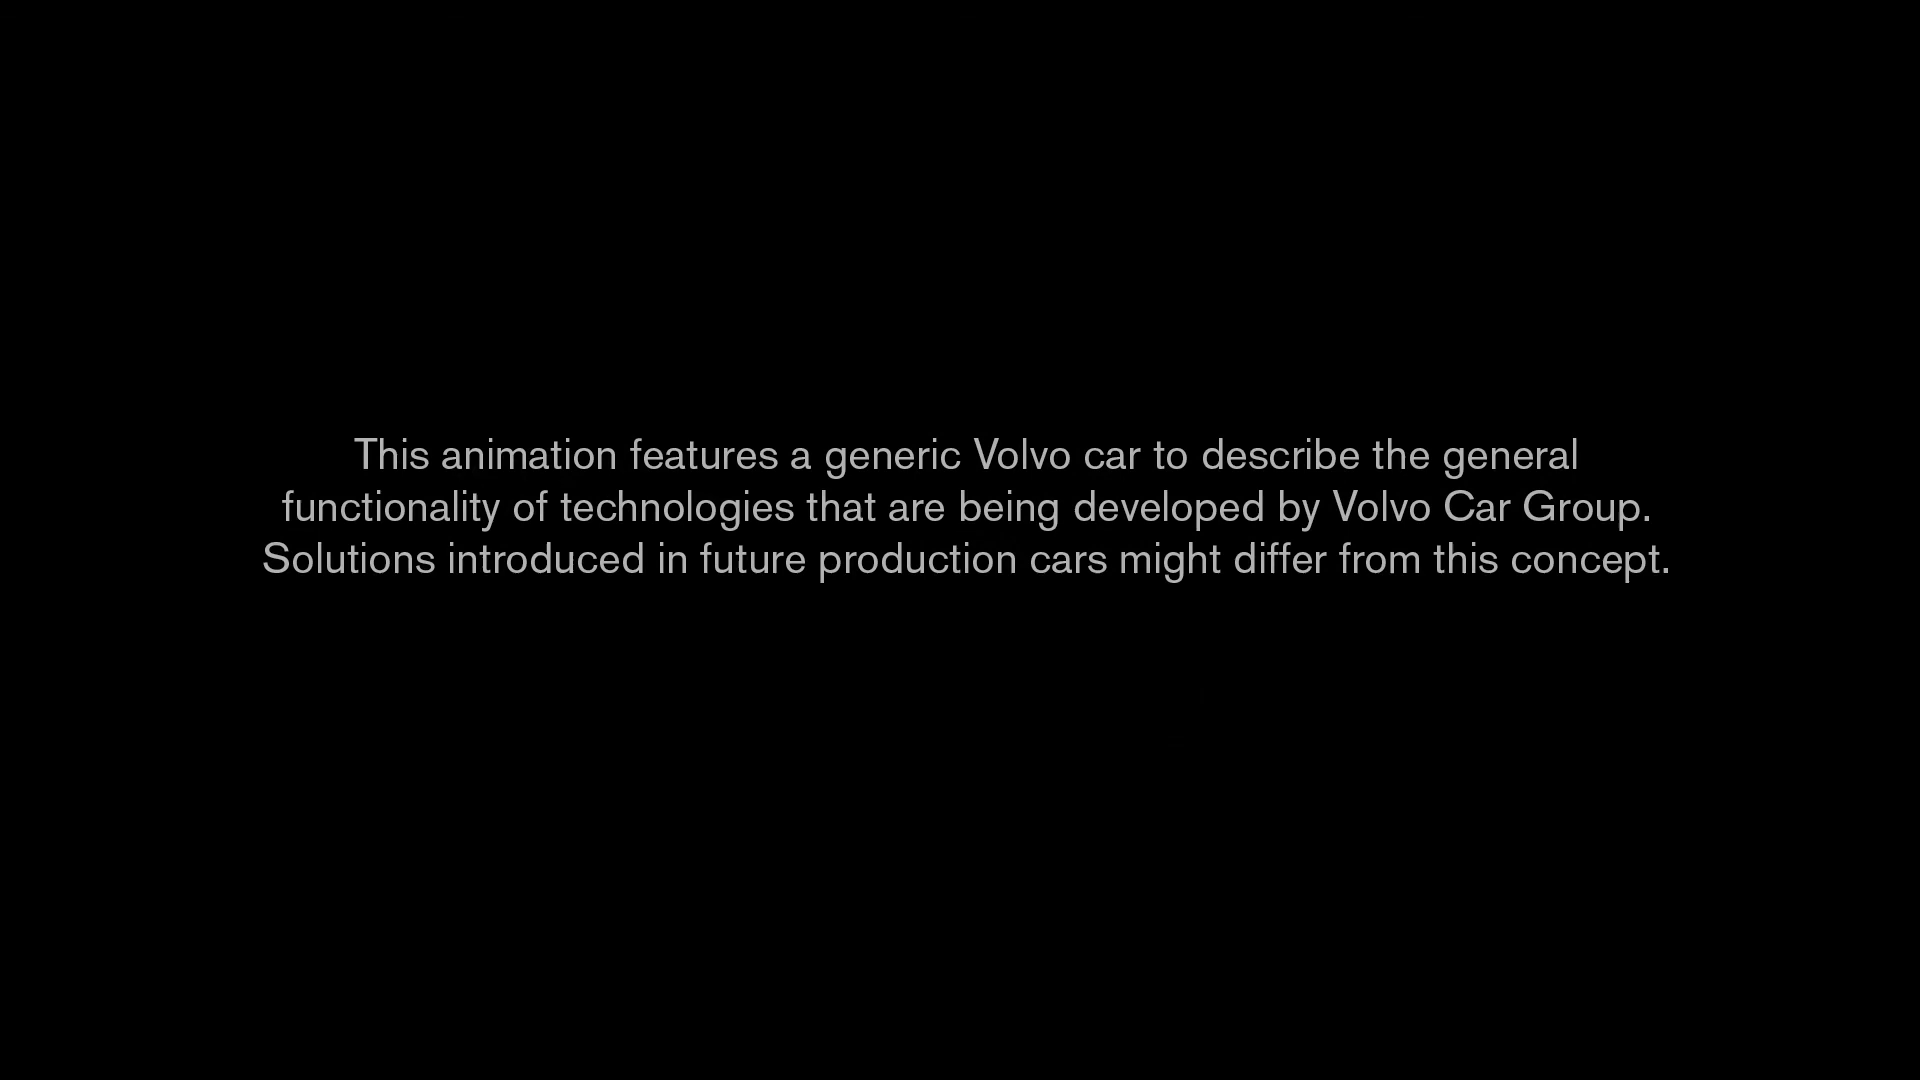 This animation features a generic Volvo car to describe the general
functionality of technologies that are being developed by Volvo Car Group.
Solutions introduced in future production cars might differ from this concept.